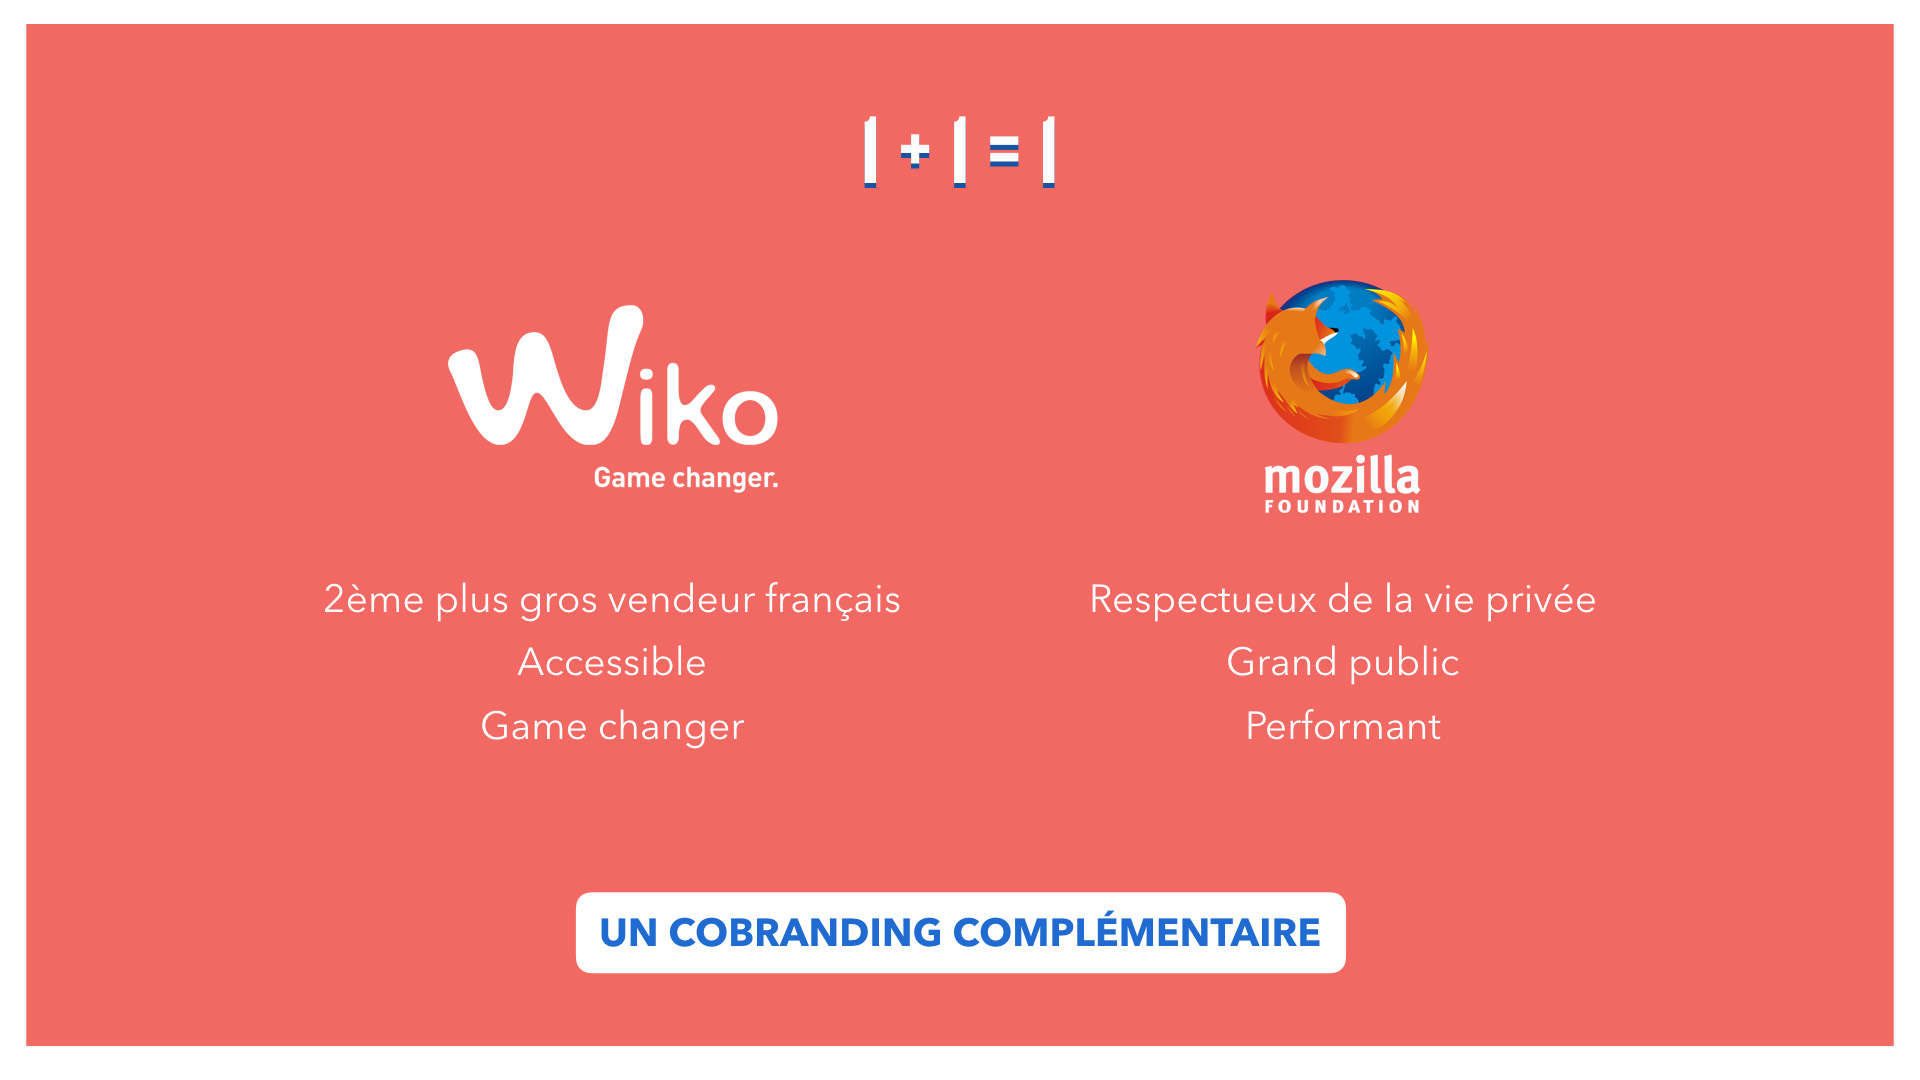 1 + 1 = 1
Wiko
Game changer.
mozilla
FOUNDATION
2ème plus gros vendeur français
Accessible
Game changer
Respectueux de la vie privée
Grand public
Performant
UN COBRANDING COMPLÉMENTAIRE